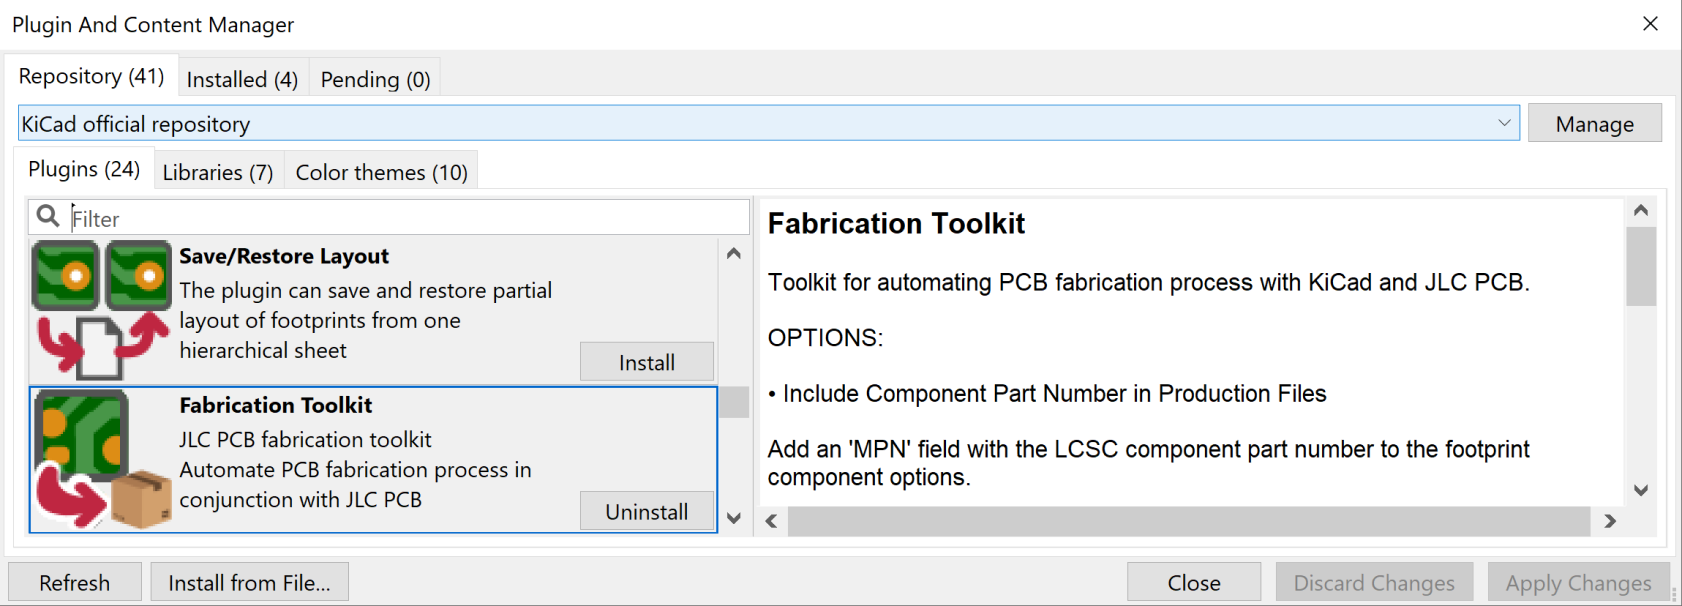 Plugin And Content Manager
Repository (41)
Installed (4)
Pending (0)
KiCad official repository
Manage
Plugins (24)
Libraries (7)
Color themes (10)
Filter
Save/Restore Layout
The plugin can save and restore partial
layout of footprints from one
hierarchical sheet
Install
Fabrication Toolkit
JLC PCB fabrication toolkit
Automate PCB fabrication process in
conjunction with JLC PCB
Uninstall
Fabrication Toolkit
Toolkit for automating PCB fabrication process with KiCad and JLC PCB.
OPTIONS:
• Include Component Part Number in Production Files
Add an 'MPN' field with the LCSC component part number to the footprint
component options.
Refresh
Install from File...
Close
Discard Changes
Apply Changes